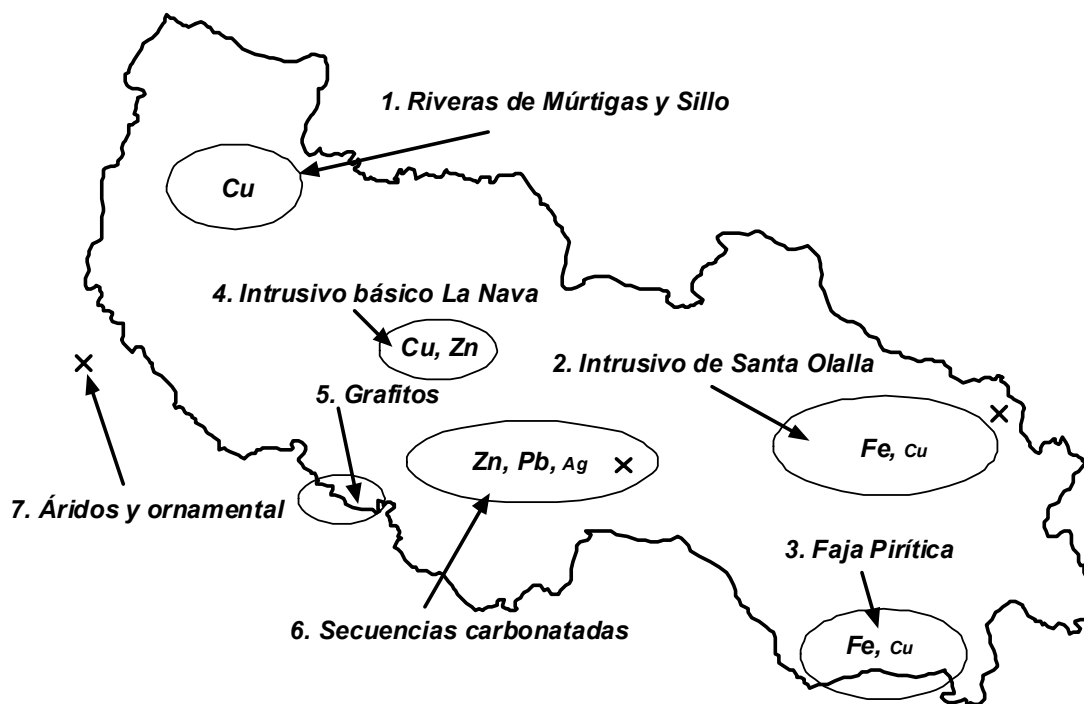 1. Riveras de Múrtigas y Sillo
Cu
4. Intrusivo básico La Nava
Cu, Zn
2. Intrusivo de Santa Olalla
5. Grafitos
Fe, Cu
Zn, Pb, Ag
7. Áridos y ornamental
3. Faja Pirítica
6. Secuencias carbonatadas
Fe, Cu